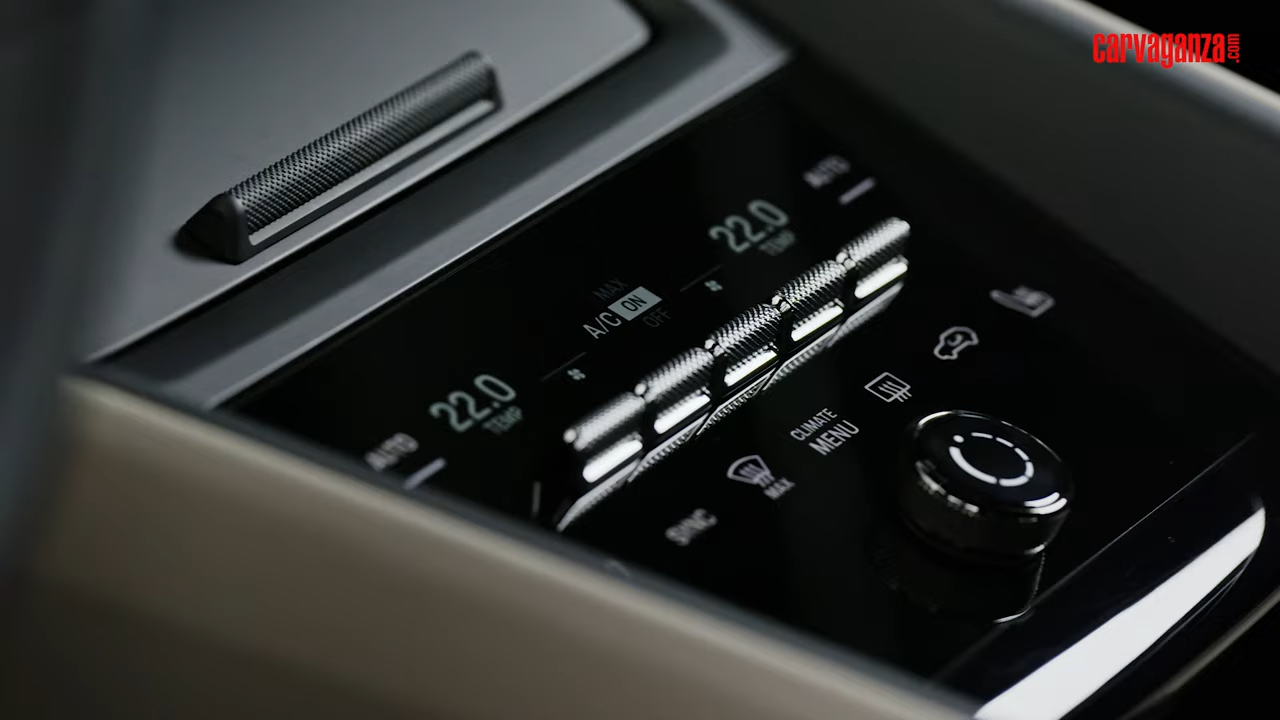 carvaganza.com
AUTO
22.0
TEMP
MAX
A/C ON
OFF
22.0
TEMP
AUTO
CLIMATE
MENU
MAX
SYNC